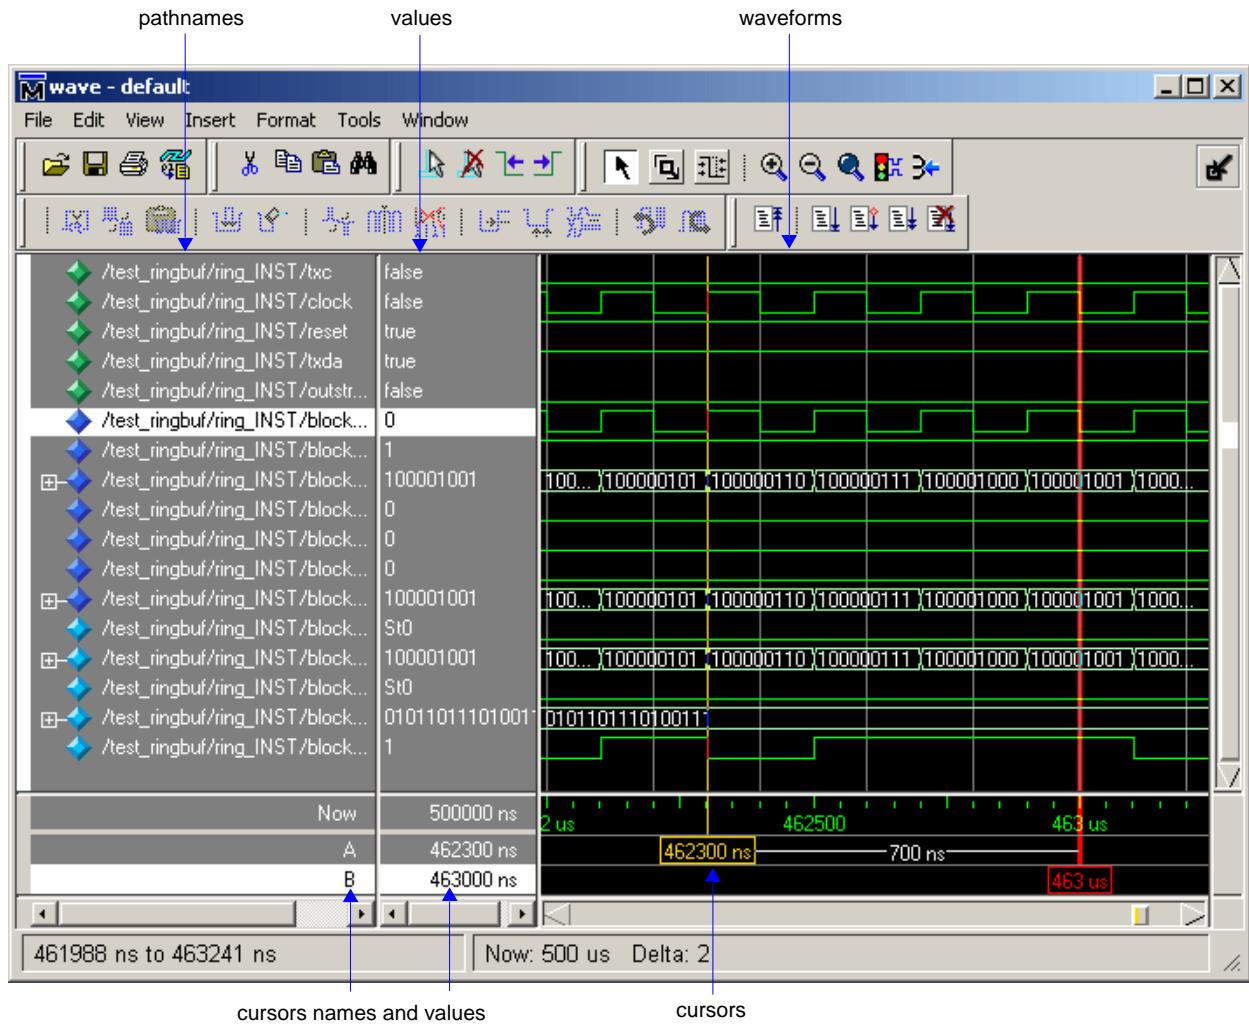 pathnames values waveforms
wave - default
File Edit View Insert Format Tools Window
/test_ringbuf/ring_INST/txc false
/test_ringbuf/ring_INST/clock false
/test_ringbuf/ring_INST/reset true
/test_ringbuf/ring_INST/txda true
/test_ringbuf/ring_INST/outstr... false
/test_ringbuf/ring_INST/block... 0
/test_ringbuf/ring_INST/block... 1
/test_ringbuf/ring_INST/block... 100001001 100... 100000101 100000110 100000111 100001000 100001001 1000...
/test_ringbuf/ring_INST/block... 0
/test_ringbuf/ring_INST/block... 0
/test_ringbuf/ring_INST/block... 0
/test_ringbuf/ring_INST/block... 100001001 100... 100000101 100000110 100000111 100001000 100001001 1000...
/test_ringbuf/ring_INST/block... St0
/test_ringbuf/ring_INST/block... 100001001 100... 100000101 100000110 100000111 100001000 100001001 1000...
/test_ringbuf/ring_INST/block... St0
/test_ringbuf/ring_INST/block... 010110111010011 010110111010011
/test_ringbuf/ring_INST/block... 1
Now 500000 ns 2 us 462500 463 us
A 462300 ns 462300 ns 700 ns
B 463000 ns 463 us
461988 ns to 463241 ns Now: 500 us Delta: 2
cursors names and values cursors